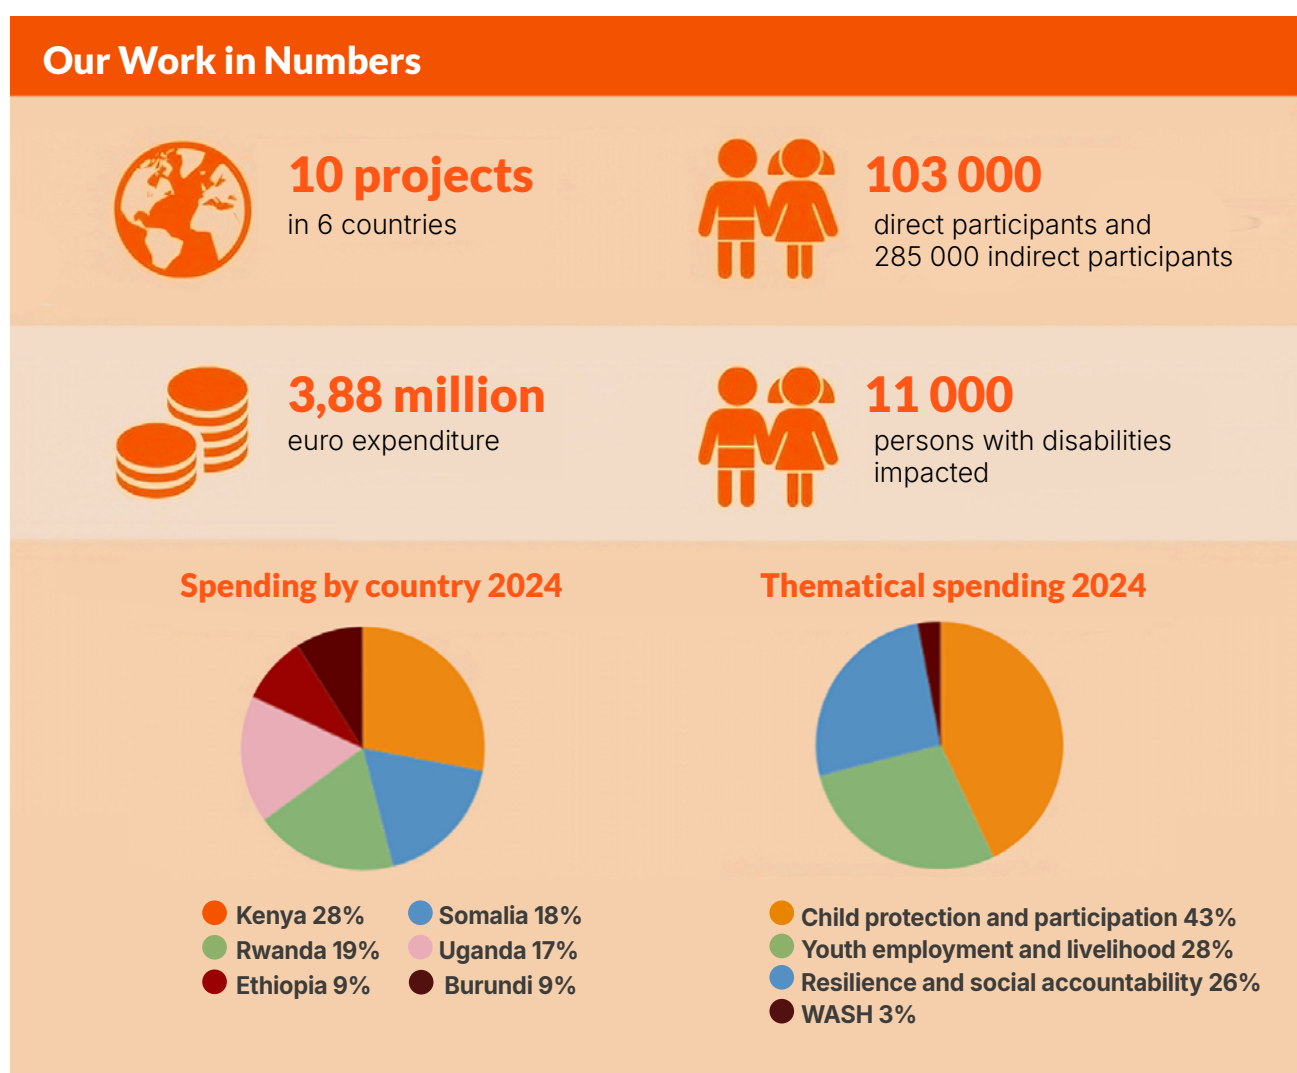 Our Work in Numbers
10 projects
in 6 countries
103 000
direct participants and
285 000 indirect participants
3,88 million
euro expenditure
11 000
persons with disabilities
impacted
Spending by country 2024
Kenya 28%
Somalia 18%
Rwanda 19%
Uganda 17%
Ethiopia 9%
Burundi 9%
Thematical spending 2024
Child protection and participation 43%
Youth employment and livelihood 28%
Resilience and social accountability 26%
WASH 3%